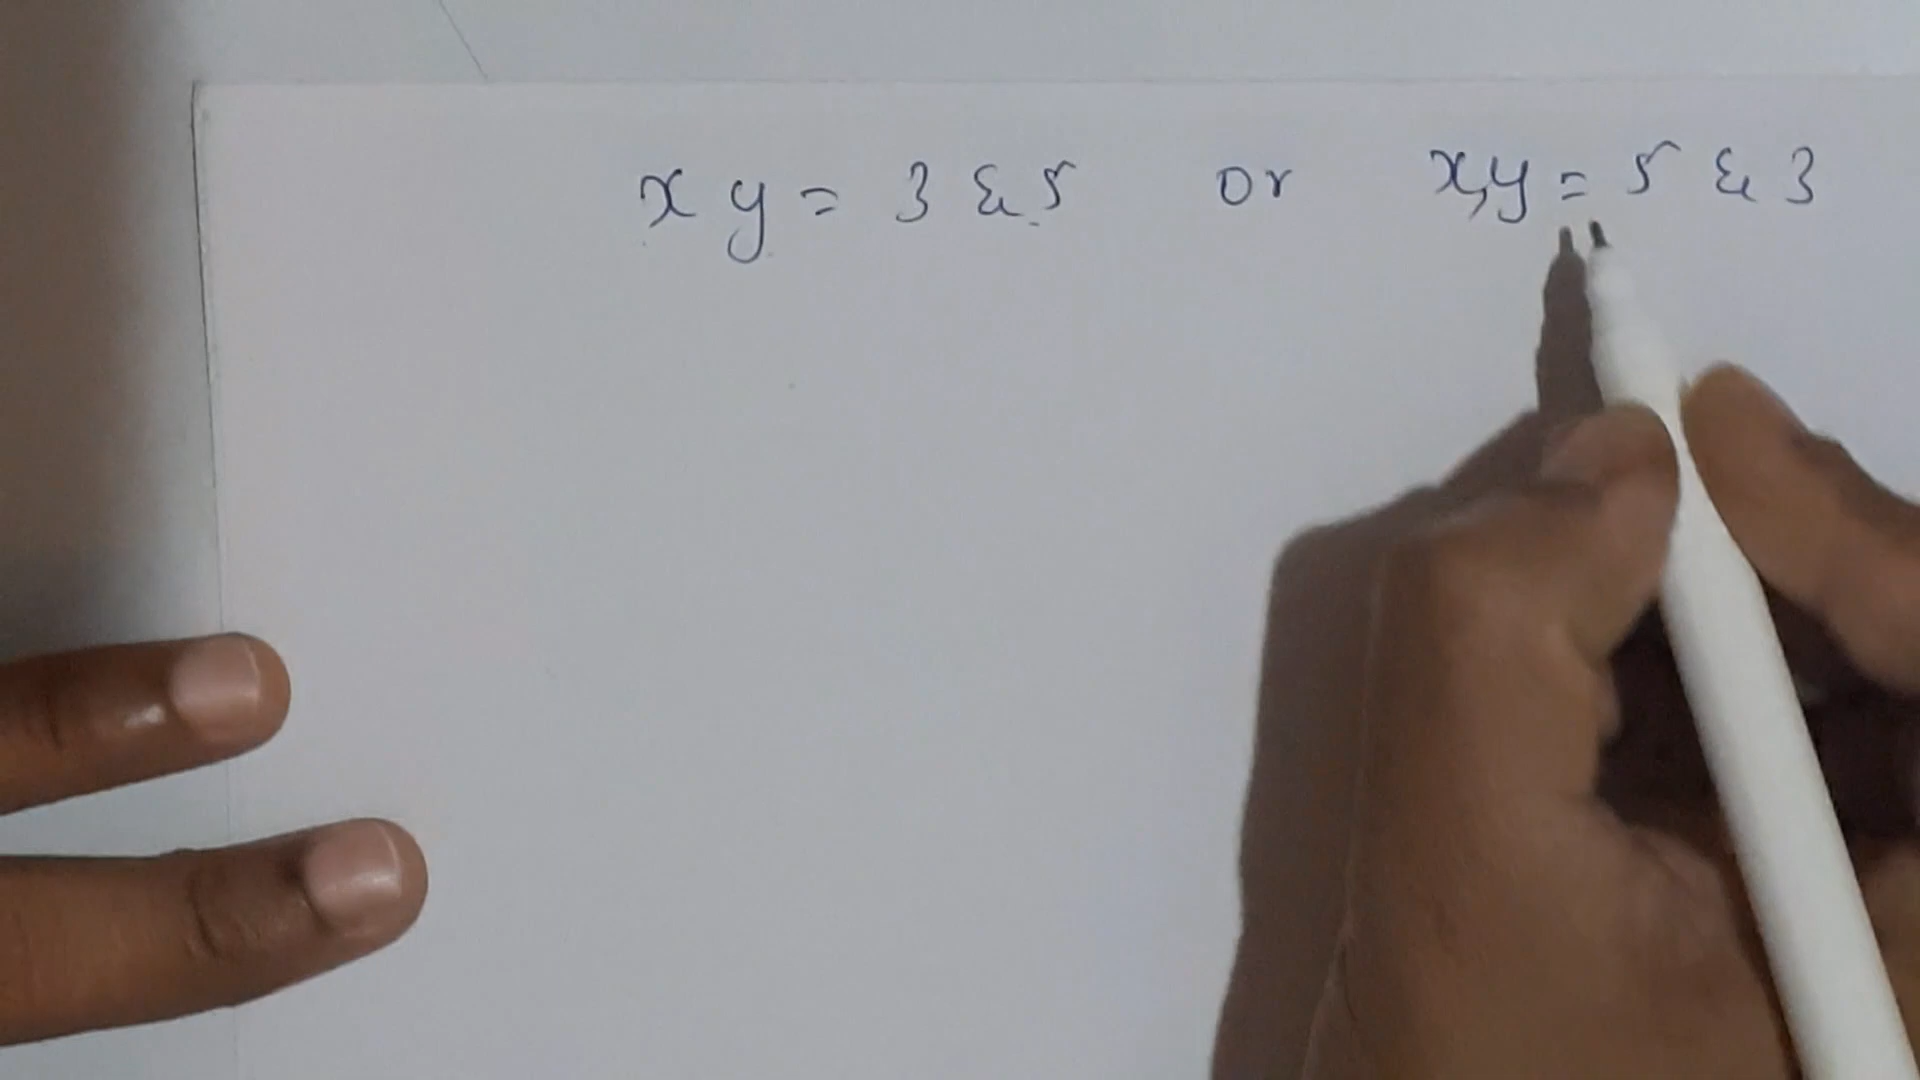 x y = 3 & 5 or x,y = 5 & 3